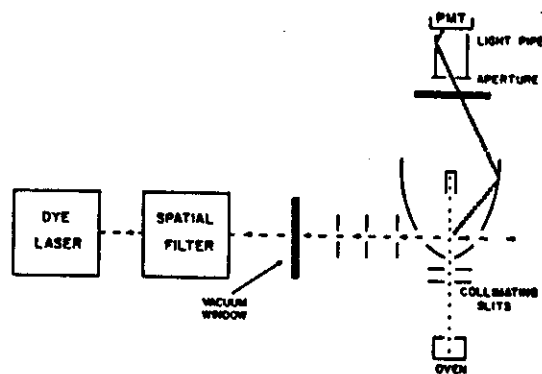 PMT
LIGHT PIPE
APERTURE
DYE
LASER
SPATIAL
FILTER
VACUUM
WINDOW
COLLIMATING
SLITS
OVEN